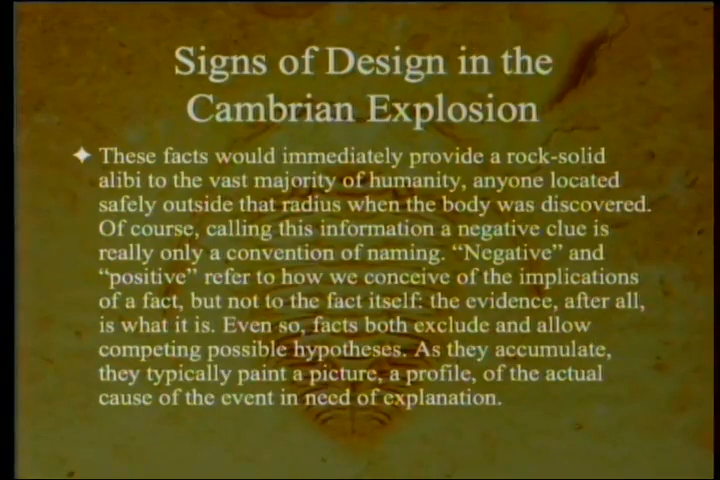 Signs of Design in the
Cambrian Explosion
These facts would immediately provide a rock-solid
alibi to the vast majority of humanity, anyone located
safely outside that radius when the body was discovered.
Of course, calling this information a negative clue is
really only a convention of naming. “Negative” and
“positive” refer to how we conceive of the implications
of a fact, but not to the fact itself: the evidence, after all,
is what it is. Even so, facts both exclude and allow
competing possible hypotheses. As they accumulate,
they typically paint a picture, a profile, of the actual
cause of the event in need of explanation.